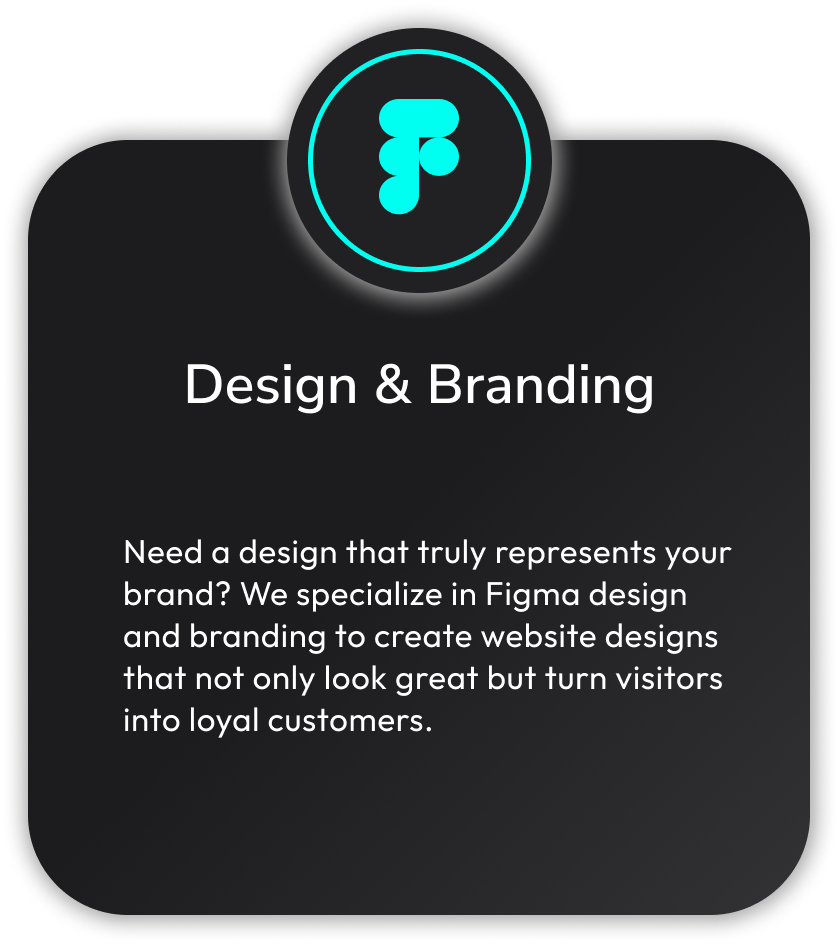 Design & Branding
Need a design that truly represents your
brand? We specialize in Figma design
and branding to create website designs
that not only look great but turn visitors
into loyal customers.